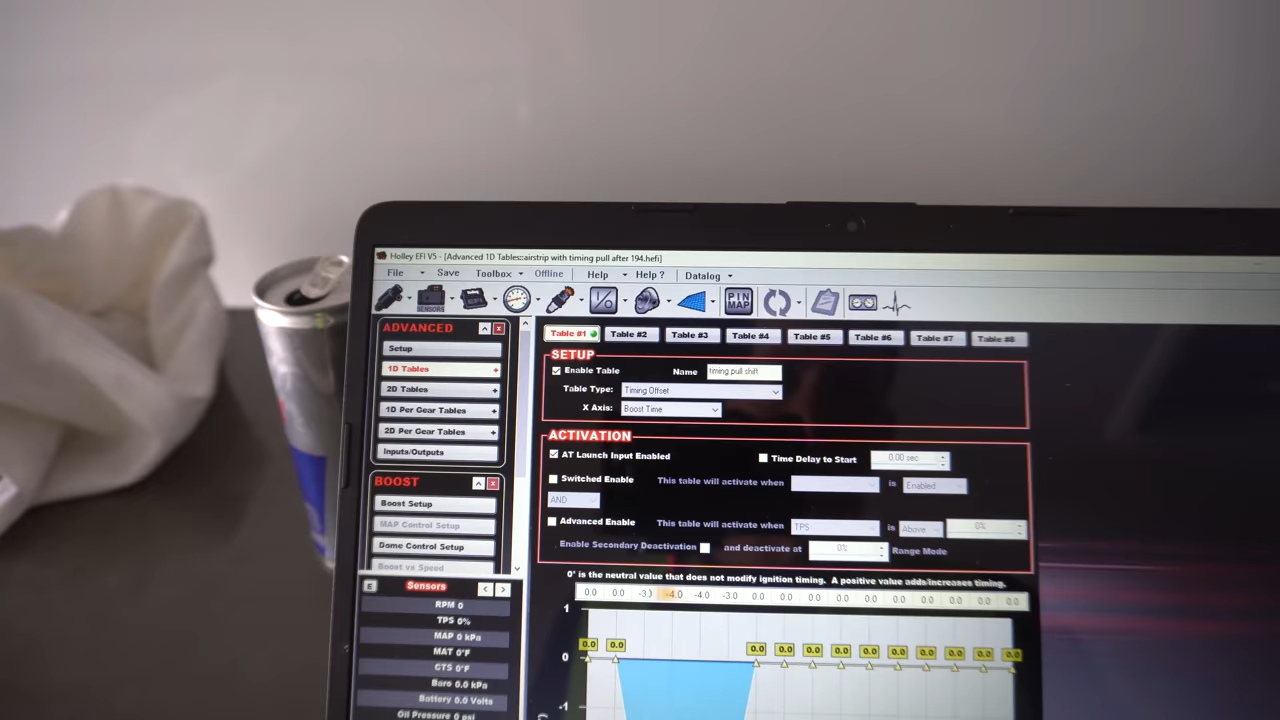 Holley EFI V5 - [Advanced 1D Tables::airstrip with timing pull after 194.hefi]
File Save Toolbox Offline Help Help ? Datalog
SENSORS I/O PIN MAP
ADVANCED
Setup
1D Tables
2D Tables
1D Per Gear Tables
2D Per Gear Tables
Inputs/Outputs
BOOST
Boost Setup
MAP Control Setup
Dome Control Setup
Boost vs Speed
E Sensors < >
RPM 0
TPS 0%
MAP 0 kPa
MAT 0°F
CTS 0°F
Baro 0.0 kPa
Battery 0.0 Volts
Oil Pressure 0 psi
Table #1 Table #2 Table #3 Table #4 Table #5 Table #6 Table #7 Table #8
SETUP
Enable Table Name timing pull shift
Table Type: Timing Offset
X Axis: Boost Time
ACTIVATION
AT Launch Input Enabled Time Delay to Start 0.00 sec
Switched Enable This table will activate when is Enabled
AND
Advanced Enable This table will activate when TPS is Above 0%
Enable Secondary Deactivation and deactivate at 0% Range Mode
0° is the neutral value that does not modify ignition timing. A positive value adds/increases timing.
0.0 0.0 -3.0 -4.0 -4.0 -3.0 0.0 0.0 0.0 0.0 0.0 0.0 0.0 0.0 0.0 0.0
1
0.0 0.0 0.0 0.0 0.0 0.0 0.0 0.0 0.0 0.0 0.0 0.0
0
-1